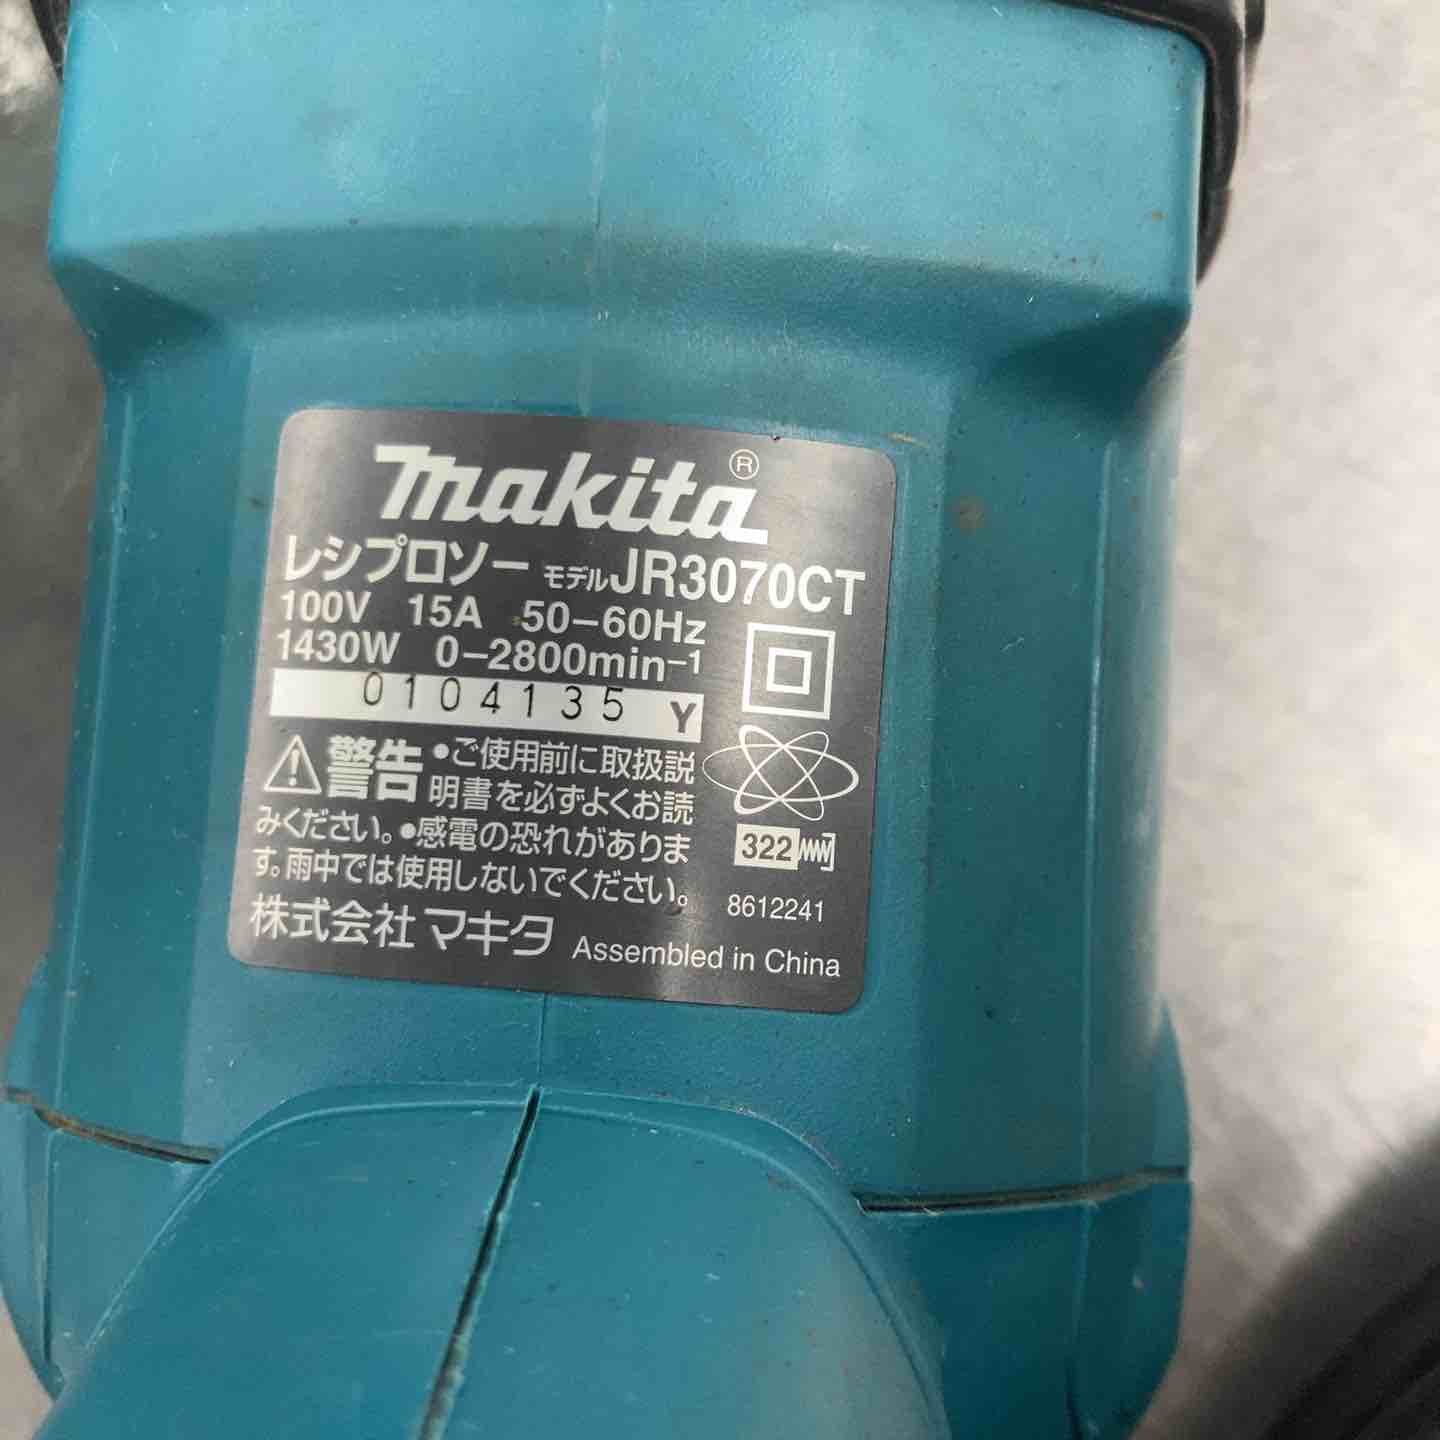 makita®
レシプロソー モデルJR3070CT
100V 15A 50-60Hz
1430W 0-2800min-1
0104135 Y
警告 •ご使用前に取扱説
明書を必ずよくお読
みください。•感電の恐れがありま
す。雨中では使用しないでください。
322
8612241
株式会社マキタ Assembled in China